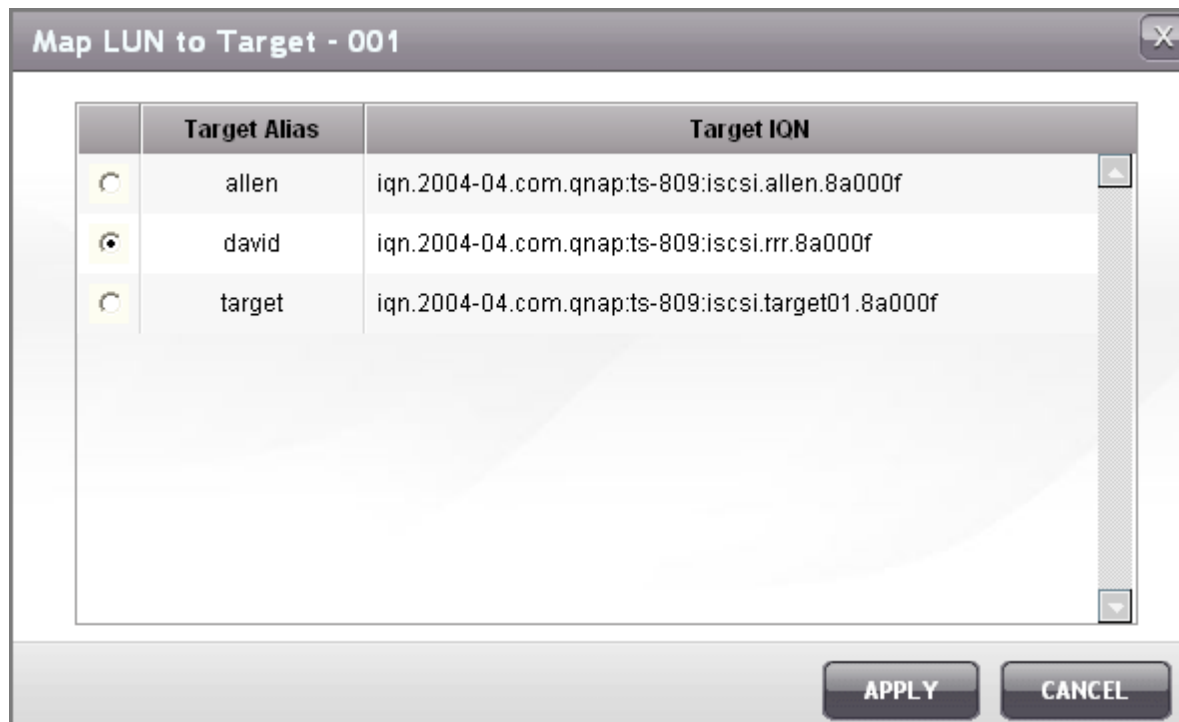 Map LUN to Target - 001
X
Target Alias Target IQN
allen iqn.2004-04.com.qnap:ts-809:iscsi.allen.8a000f
david iqn.2004-04.com.qnap:ts-809:iscsi.rrr.8a000f
target iqn.2004-04.com.qnap:ts-809:iscsi.target01.8a000f
APPLY CANCEL